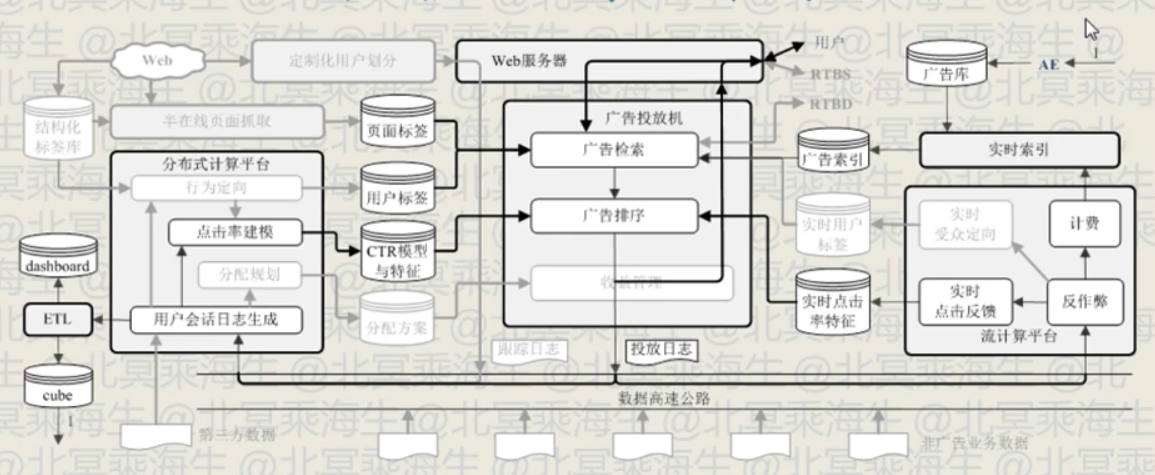 Web
定制化用户划分
Web服务器
用户
RTBS
RTBD
广告库
AE
1
结构化
标签库
半在线页面抓取
页面标签
广告投放机
广告检索
广告索引
实时索引
分布式计算平台
行为定向
用户标签
点击率建模
CTR模型
与特征
广告排序
实时用户
标签
实时
受众定向
计费
dashboard
分配规划
收益管理
ETL
用户会话日志生成
分配方案
实时点击
率特征
实时
点击反馈
反作弊
流计算平台
跟踪日志
投放日志
cube
1
数据高速公路
第三方数据
非广告业务数据
@北冥乘海生